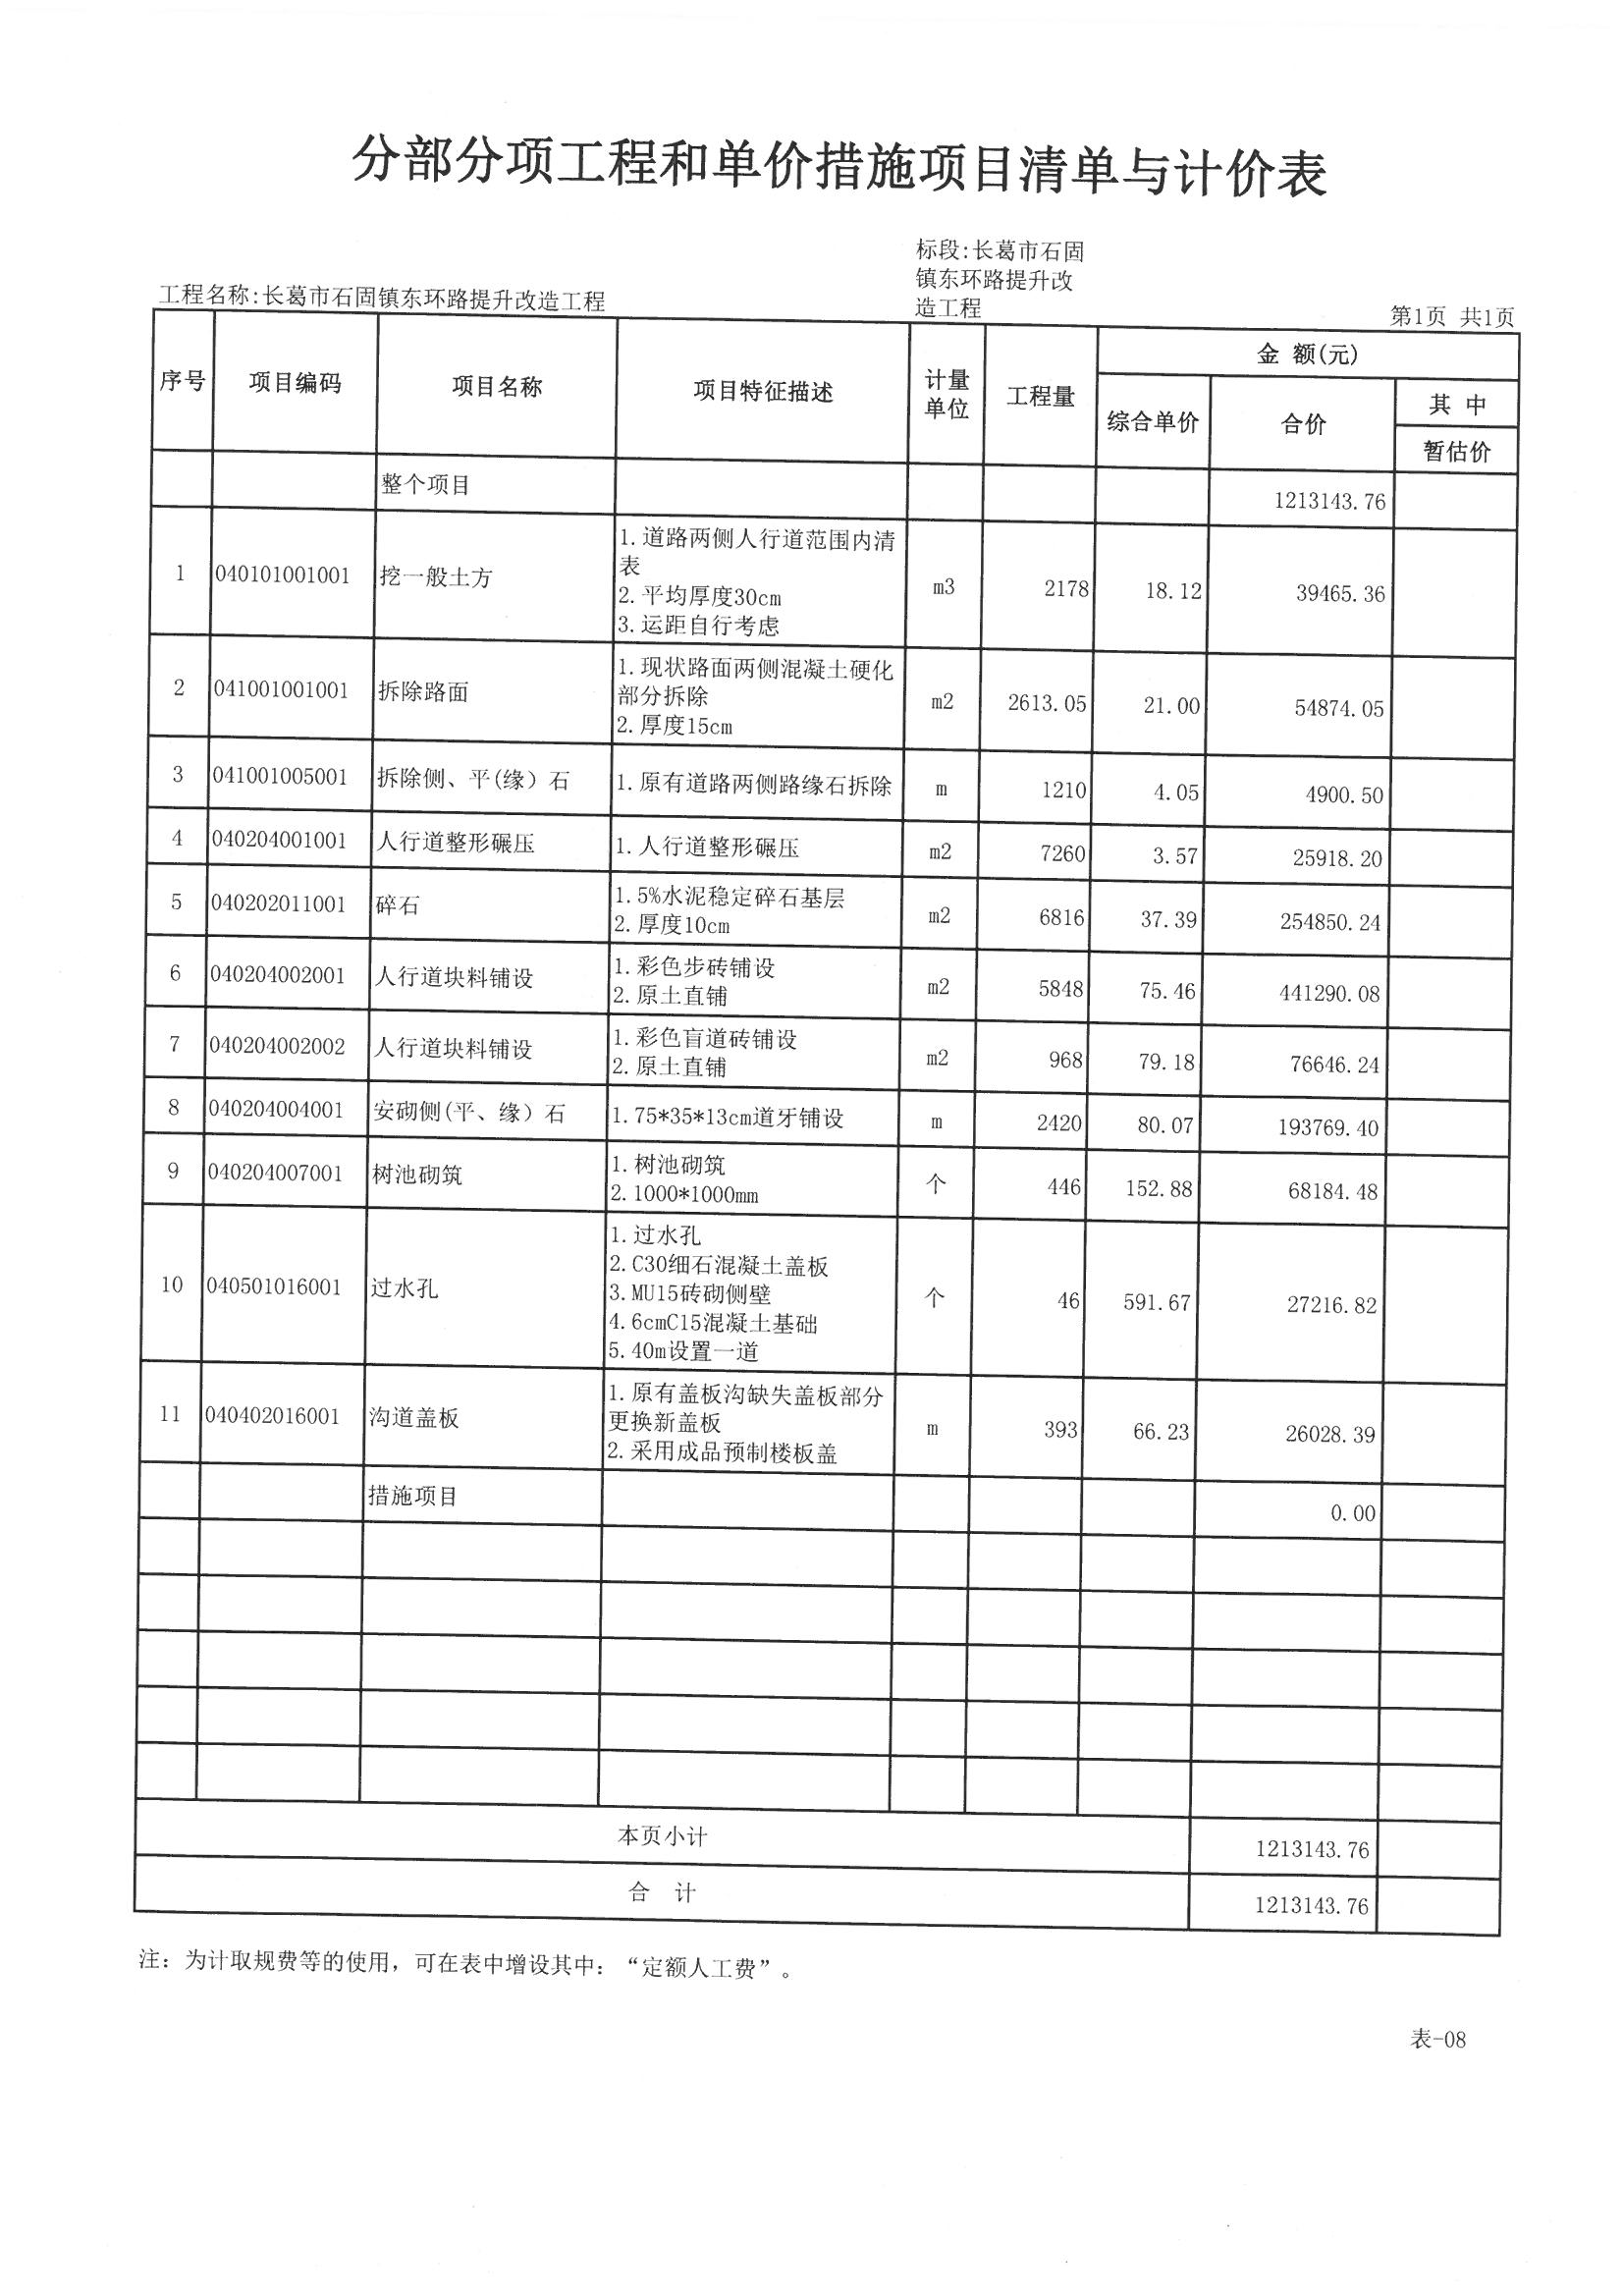 分部分项工程和单价措施项目清单与计价表
标段:长葛市石固
镇东环路提升改
造工程
工程名称:长葛市石固镇东环路提升改造工程
第1页 共1页
序号 项目编码 项目名称 项目特征描述 计量单位 工程量 金 额(元)
综合单价 合价 其 中
暂估价
整个项目 1213143.76
1 040101001001 挖一般土方 1.道路两侧人行道范围内清
表
2.平均厚度30cm
3.运距自行考虑
m3 2178 18.12 39465.36
2 041001001001 拆除路面 1.现状路面两侧混凝土硬化
部分拆除
2.厚度15cm
m2 2613.05 21.00 54874.05
3 041001005001 拆除侧、平(缘）石 1.原有道路两侧路缘石拆除 m 1210 4.05 4900.50
4 040204001001 人行道整形碾压 1.人行道整形碾压 m2 7260 3.57 25918.20
5 040202011001 碎石 1.5%水泥稳定碎石基层
2.厚度10cm
m2 6816 37.39 254850.24
6 040204002001 人行道块料铺设 1.彩色步砖铺设
2.原土直铺
m2 5848 75.46 441290.08
7 040204002002 人行道块料铺设 1.彩色盲道砖铺设
2.原土直铺
m2 968 79.18 76646.24
8 040204004001 安砌侧(平、缘）石 1.75*35*13cm道牙铺设 m 2420 80.07 193769.40
9 040204007001 树池砌筑 1.树池砌筑
2.1000*1000mm
个 446 152.88 68184.48
10 040501016001 过水孔 1.过水孔
2.C30细石混凝土盖板
3.MU15砖砌侧壁
4.6cmC15混凝土基础
5.40m设置一道
个 46 591.67 27216.82
11 040402016001 沟道盖板 1.原有盖板沟缺失盖板部分
更换新盖板
2.采用成品预制楼板盖
m 393 66.23 26028.39
措施项目 0.00
本页小计 1213143.76
合 计 1213143.76
注：为计取规费等的使用，可在表中增设其中：“定额人工费”。
表-08